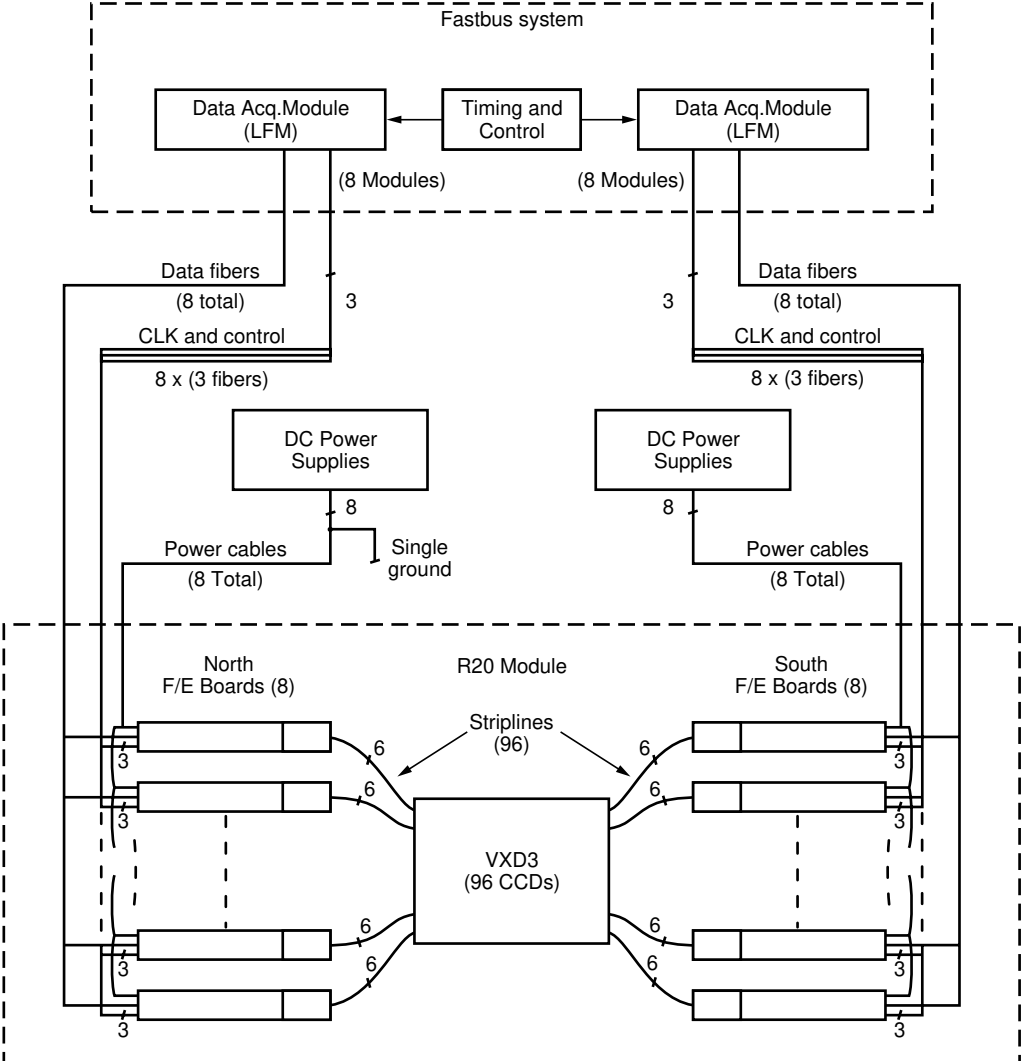 Fastbus system
Data Acq.Module
(LFM)
Timing and
Control
Data Acq.Module
(LFM)
(8 Modules)
(8 Modules)
Data fibers
(8 total)
3
3
Data fibers
(8 total)
CLK and control
8 x (3 fibers)
CLK and control
8 x (3 fibers)
DC Power
Supplies
DC Power
Supplies
8
8
Power cables
(8 Total)
Single
ground
Power cables
(8 Total)
North
F/E Boards (8)
R20 Module
South
F/E Boards (8)
Striplines
(96)
3
6
6
3
3
6
6
3
VXD3
(96 CCDs)
3
6
6
3
3
6
6
3